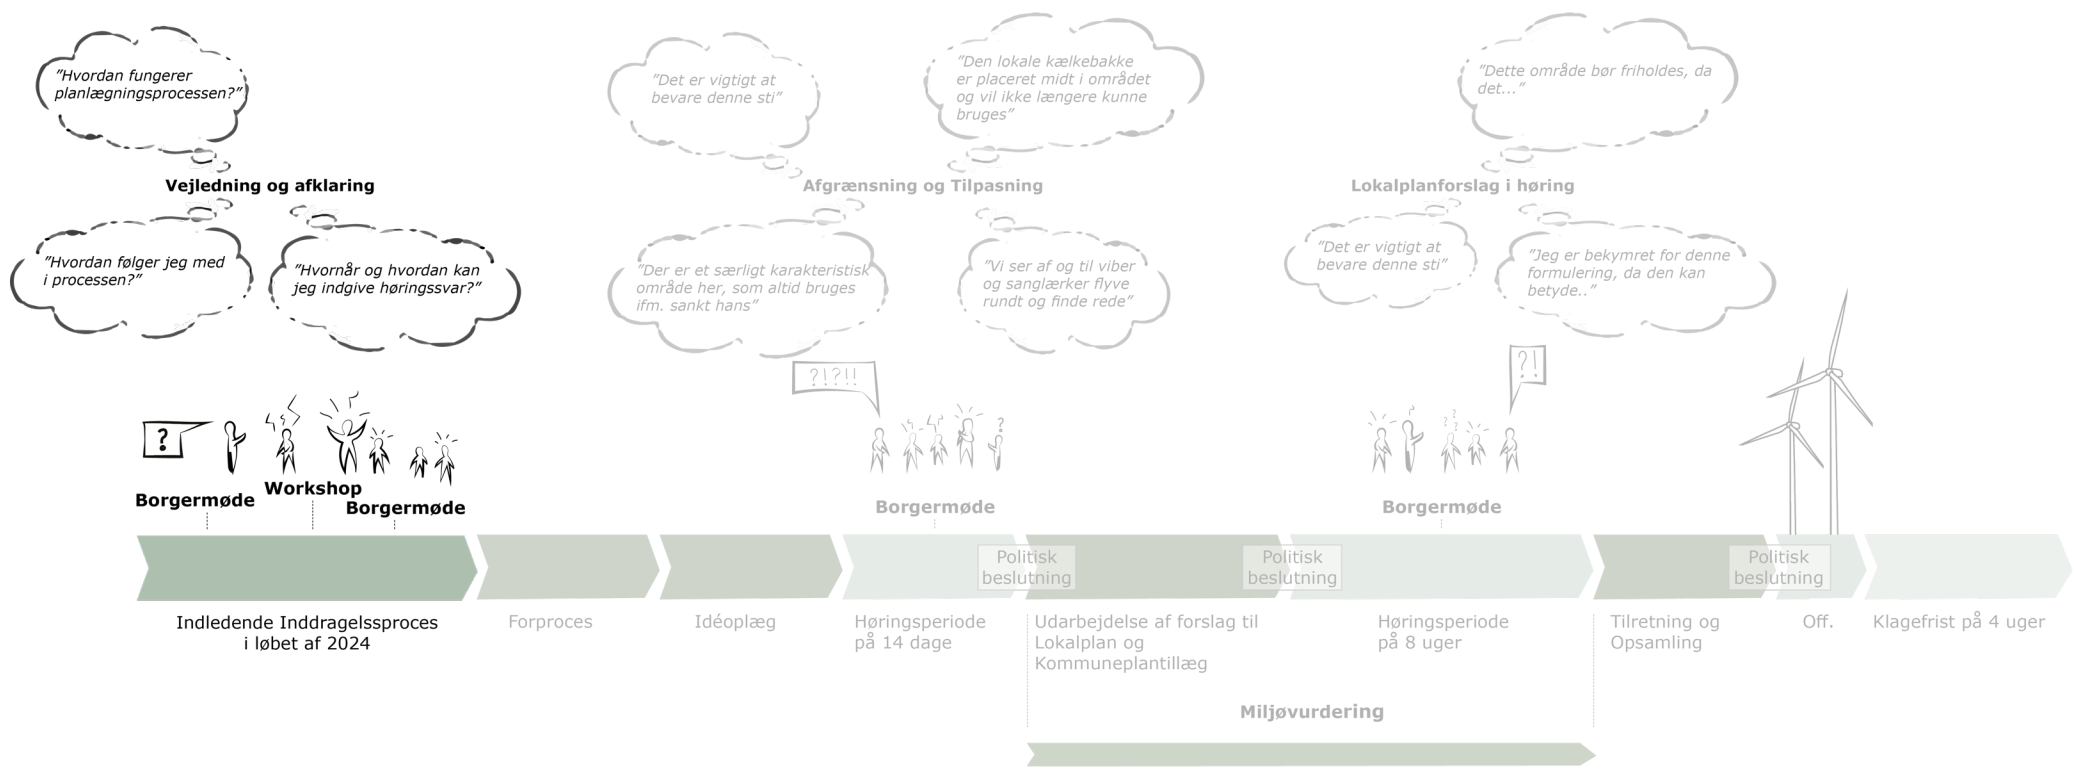 "Hvordan fungerer
planlægningsprocessen?"
Vejledning og afklaring
"Hvordan følger jeg med
i processen?"
"Hvornår og hvordan kan
jeg indgive høringssvar?"
"Det er vigtigt at
bevare denne sti"
"Den lokale kælkebakke
er placeret midt i området
og vil ikke længere kunne
bruges"
Afgrænsning og Tilpasning
"Der er et særligt karakteristisk
område her, som altid bruges
ifm. sankt hans"
"Vi ser af og til viber
og sanglærker flyve
rundt og finde rede"
"Dette område bør friholdes, da
det..."
Lokalplanforslag i høring
"Det er vigtigt at
bevare denne sti"
"Jeg er bekymret for denne
formulering, da den kan
betyde.."
?
?!?!!
?
?!
? ?
Borgermøde
Workshop
Borgermøde
Borgermøde
Borgermøde
Politisk
beslutning
Politisk
beslutning
Politisk
beslutning
Indledende Inddragelssproces
i løbet af 2024
Forproces
Idéoplæg
Høringsperiode
på 14 dage
Udarbejdelse af forslag til
Lokalplan og
Kommuneplantillæg
Høringsperiode
på 8 uger
Tilretning og
Opsamling
Off.
Klagefrist på 4 uger
Miljøvurdering